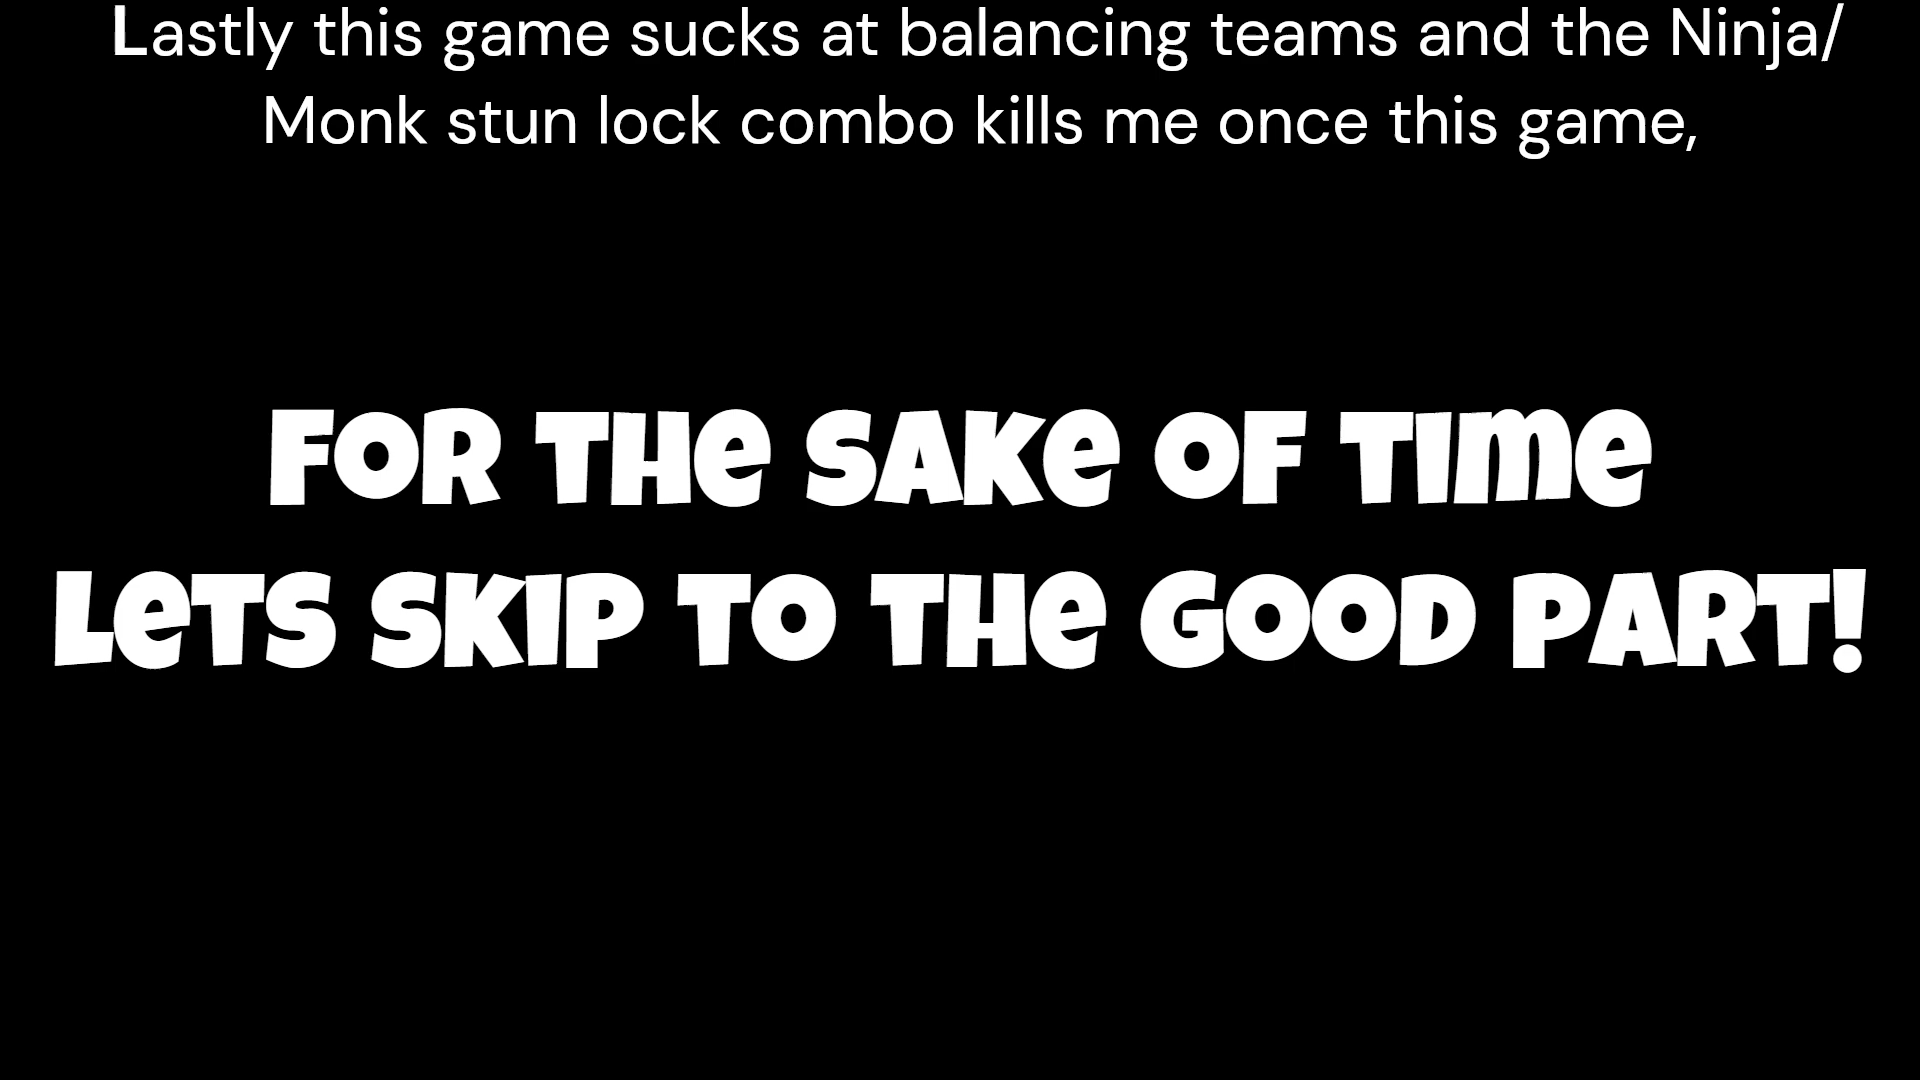 Lastly this game sucks at balancing teams and the Ninja/
Monk stun lock combo kills me once this game,
FOR THE SAKE OF TIME
LETS SKIP TO THE GOOD PART!